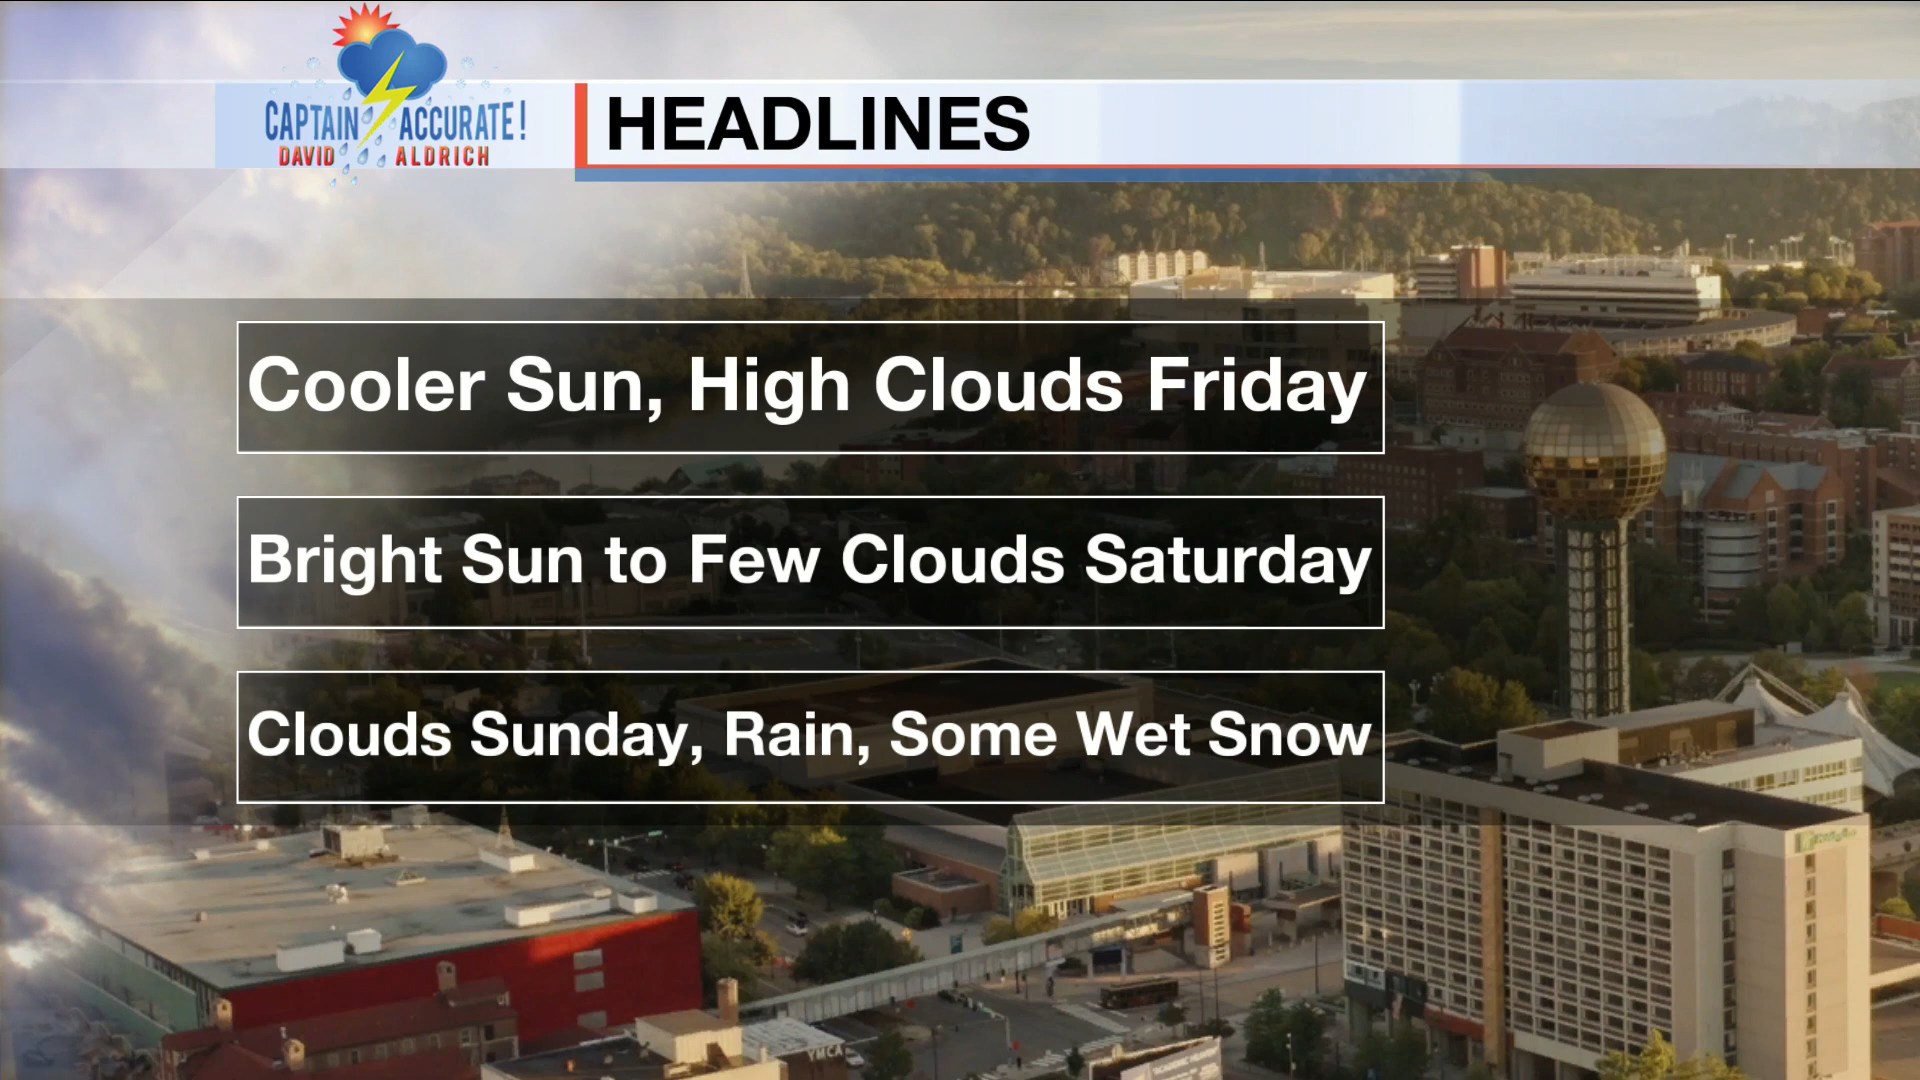 CAPTAIN ACCURATE!
DAVID ALDRICH
HEADLINES
Cooler Sun, High Clouds Friday
Bright Sun to Few Clouds Saturday
Clouds Sunday, Rain, Some Wet Snow
YMCA